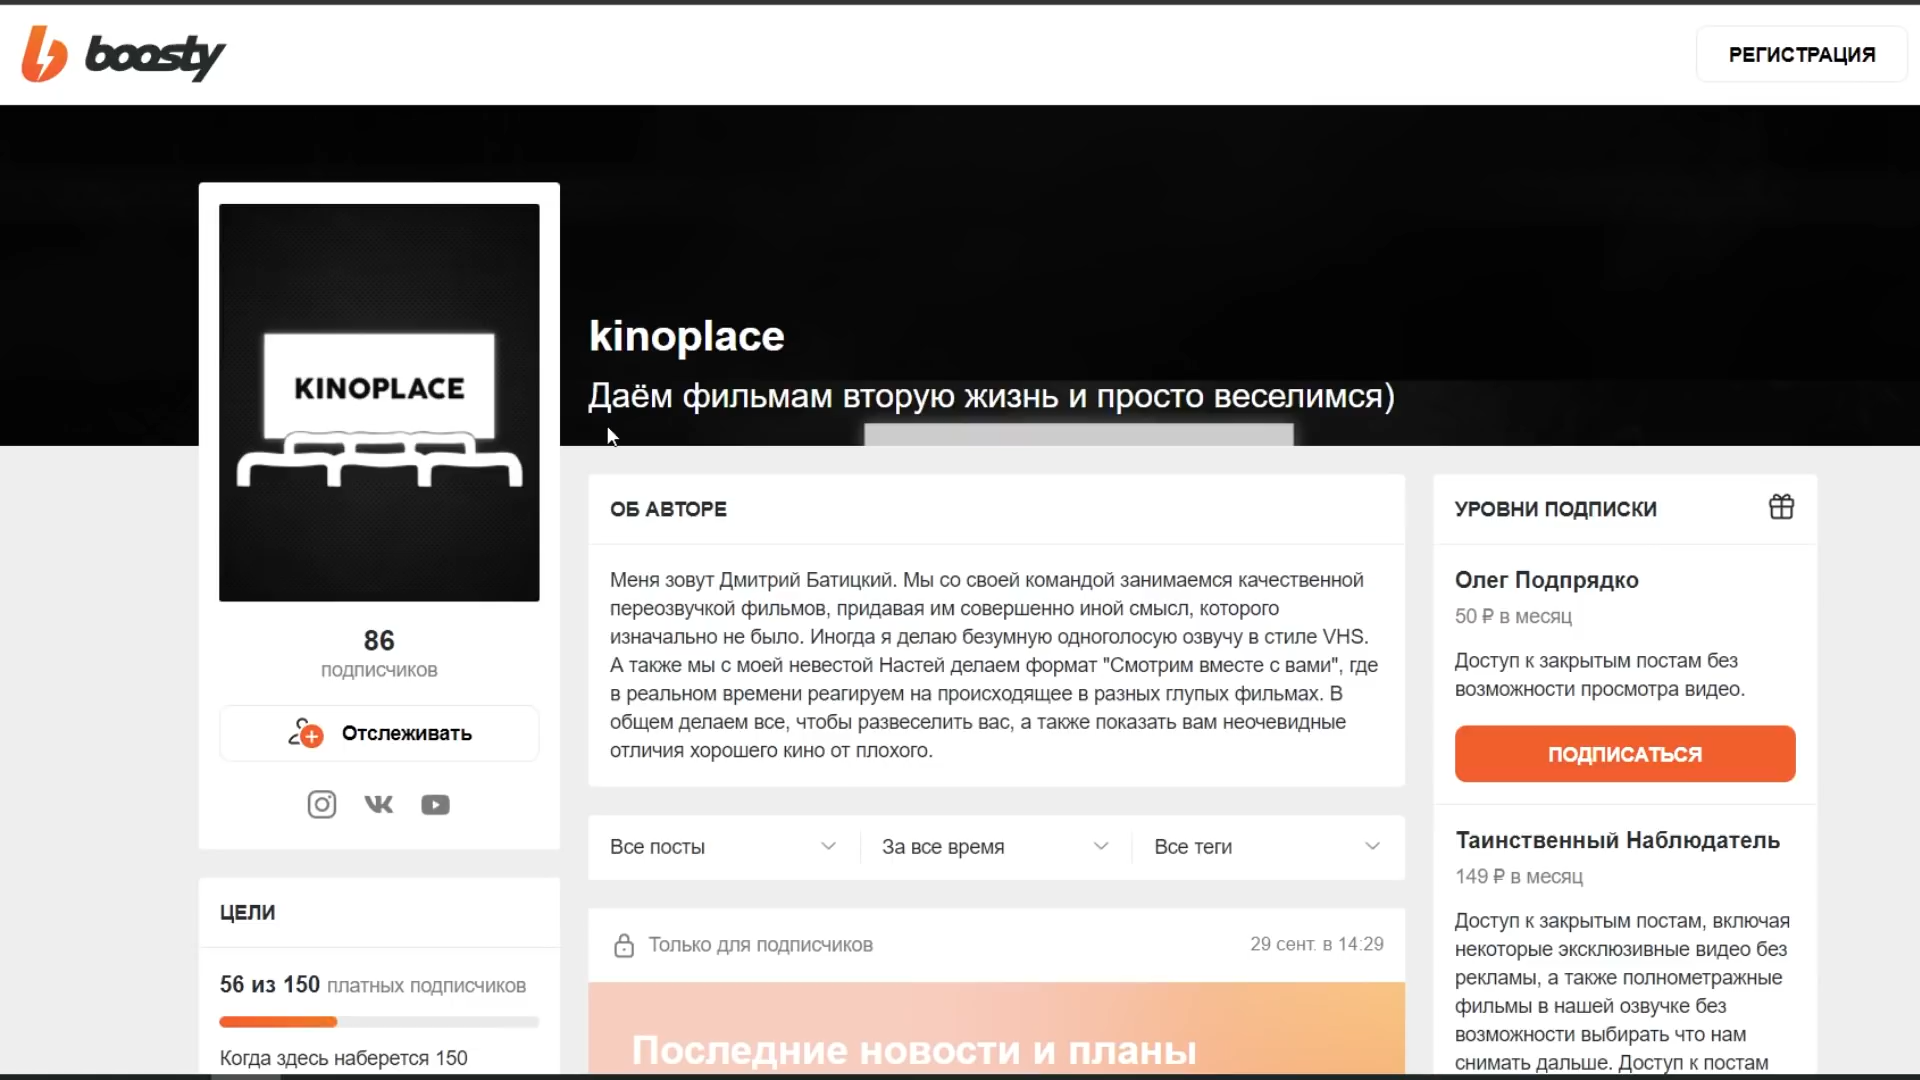 boosty
РЕГИСТРАЦИЯ
KINOPLACE
kinoplace
Даём фильмам вторую жизнь и просто веселимся)
86
подписчиков
Отслеживать
ЦЕЛИ
56 из 150 платных подписчиков
Когда здесь наберется 150
ОБ АВТОРЕ
Меня зовут Дмитрий Батицкий. Мы со своей командой занимаемся качественной
переозвучкой фильмов, придавая им совершенно иной смысл, которого
изначально не было. Иногда я делаю безумную одноголосую озвучу в стиле VHS.
А также мы с моей невестой Настей делаем формат "Смотрим вместе с вами", где
в реальном времени реагируем на происходящее в разных глупых фильмах. В
общем делаем все, чтобы развеселить вас, а также показать вам неочевидные
отличия хорошего кино от плохого.
Все посты
За все время
Все теги
Только для подписчиков
29 сент. в 14:29
Последние новости и планы
УРОВНИ ПОДПИСКИ
Олег Подпрядко
50 ₽ в месяц
Доступ к закрытым постам без
возможности просмотра видео.
ПОДПИСАТЬСЯ
Таинственный Наблюдатель
149 ₽ в месяц
Доступ к закрытым постам, включая
некоторые эксклюзивные видео без
рекламы, а также полнометражные
фильмы в нашей озвучке без
возможности выбирать что нам
снимать дальше. Доступ к постам